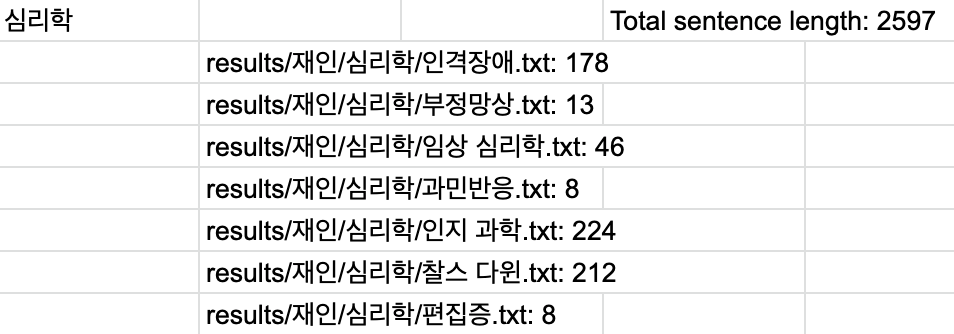 심리학 Total sentence length: 2597
results/재인/심리학/인격장애.txt: 178
results/재인/심리학/부정망상.txt: 13
results/재인/심리학/임상 심리학.txt: 46
results/재인/심리학/과민반응.txt: 8
results/재인/심리학/인지 과학.txt: 224
results/재인/심리학/찰스 다윈.txt: 212
results/재인/심리학/편집증.txt: 8